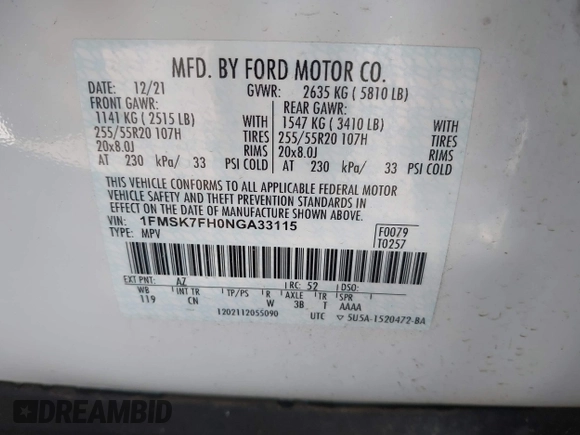 MFD. BY FORD MOTOR CO.
DATE: 12/21 GVWR: 2635 KG ( 5810 LB)
FRONT GAWR: REAR GAWR:
1141 KG ( 2515 LB) WITH 1547 KG ( 3410 LB) WITH
255/55R20 107H TIRES 255/55R20 107H TIRES
20x8.0J RIMS 20x8.0J RIMS
AT 230 kPa/ 33 PSI COLD AT 230 kPa/ 33 PSI COLD
THIS VEHICLE CONFORMS TO ALL APPLICABLE FEDERAL MOTOR
VEHICLE SAFETY AND THEFT PREVENTION STANDARDS IN
EFFECT ON THE DATE OF MANUFACTURE SHOWN ABOVE.
VIN: 1FMSK7FH0NGA33115 F0079
TYPE: MPV T0257
EXT PNT: AZ RC: 52 DSO:
WB INT TR TP/PS R AXLE TR SPR
119 CN W 3B T AAAA
1202112055090 UTC ▽ 5U5A-1520472-BA
DREAMBID